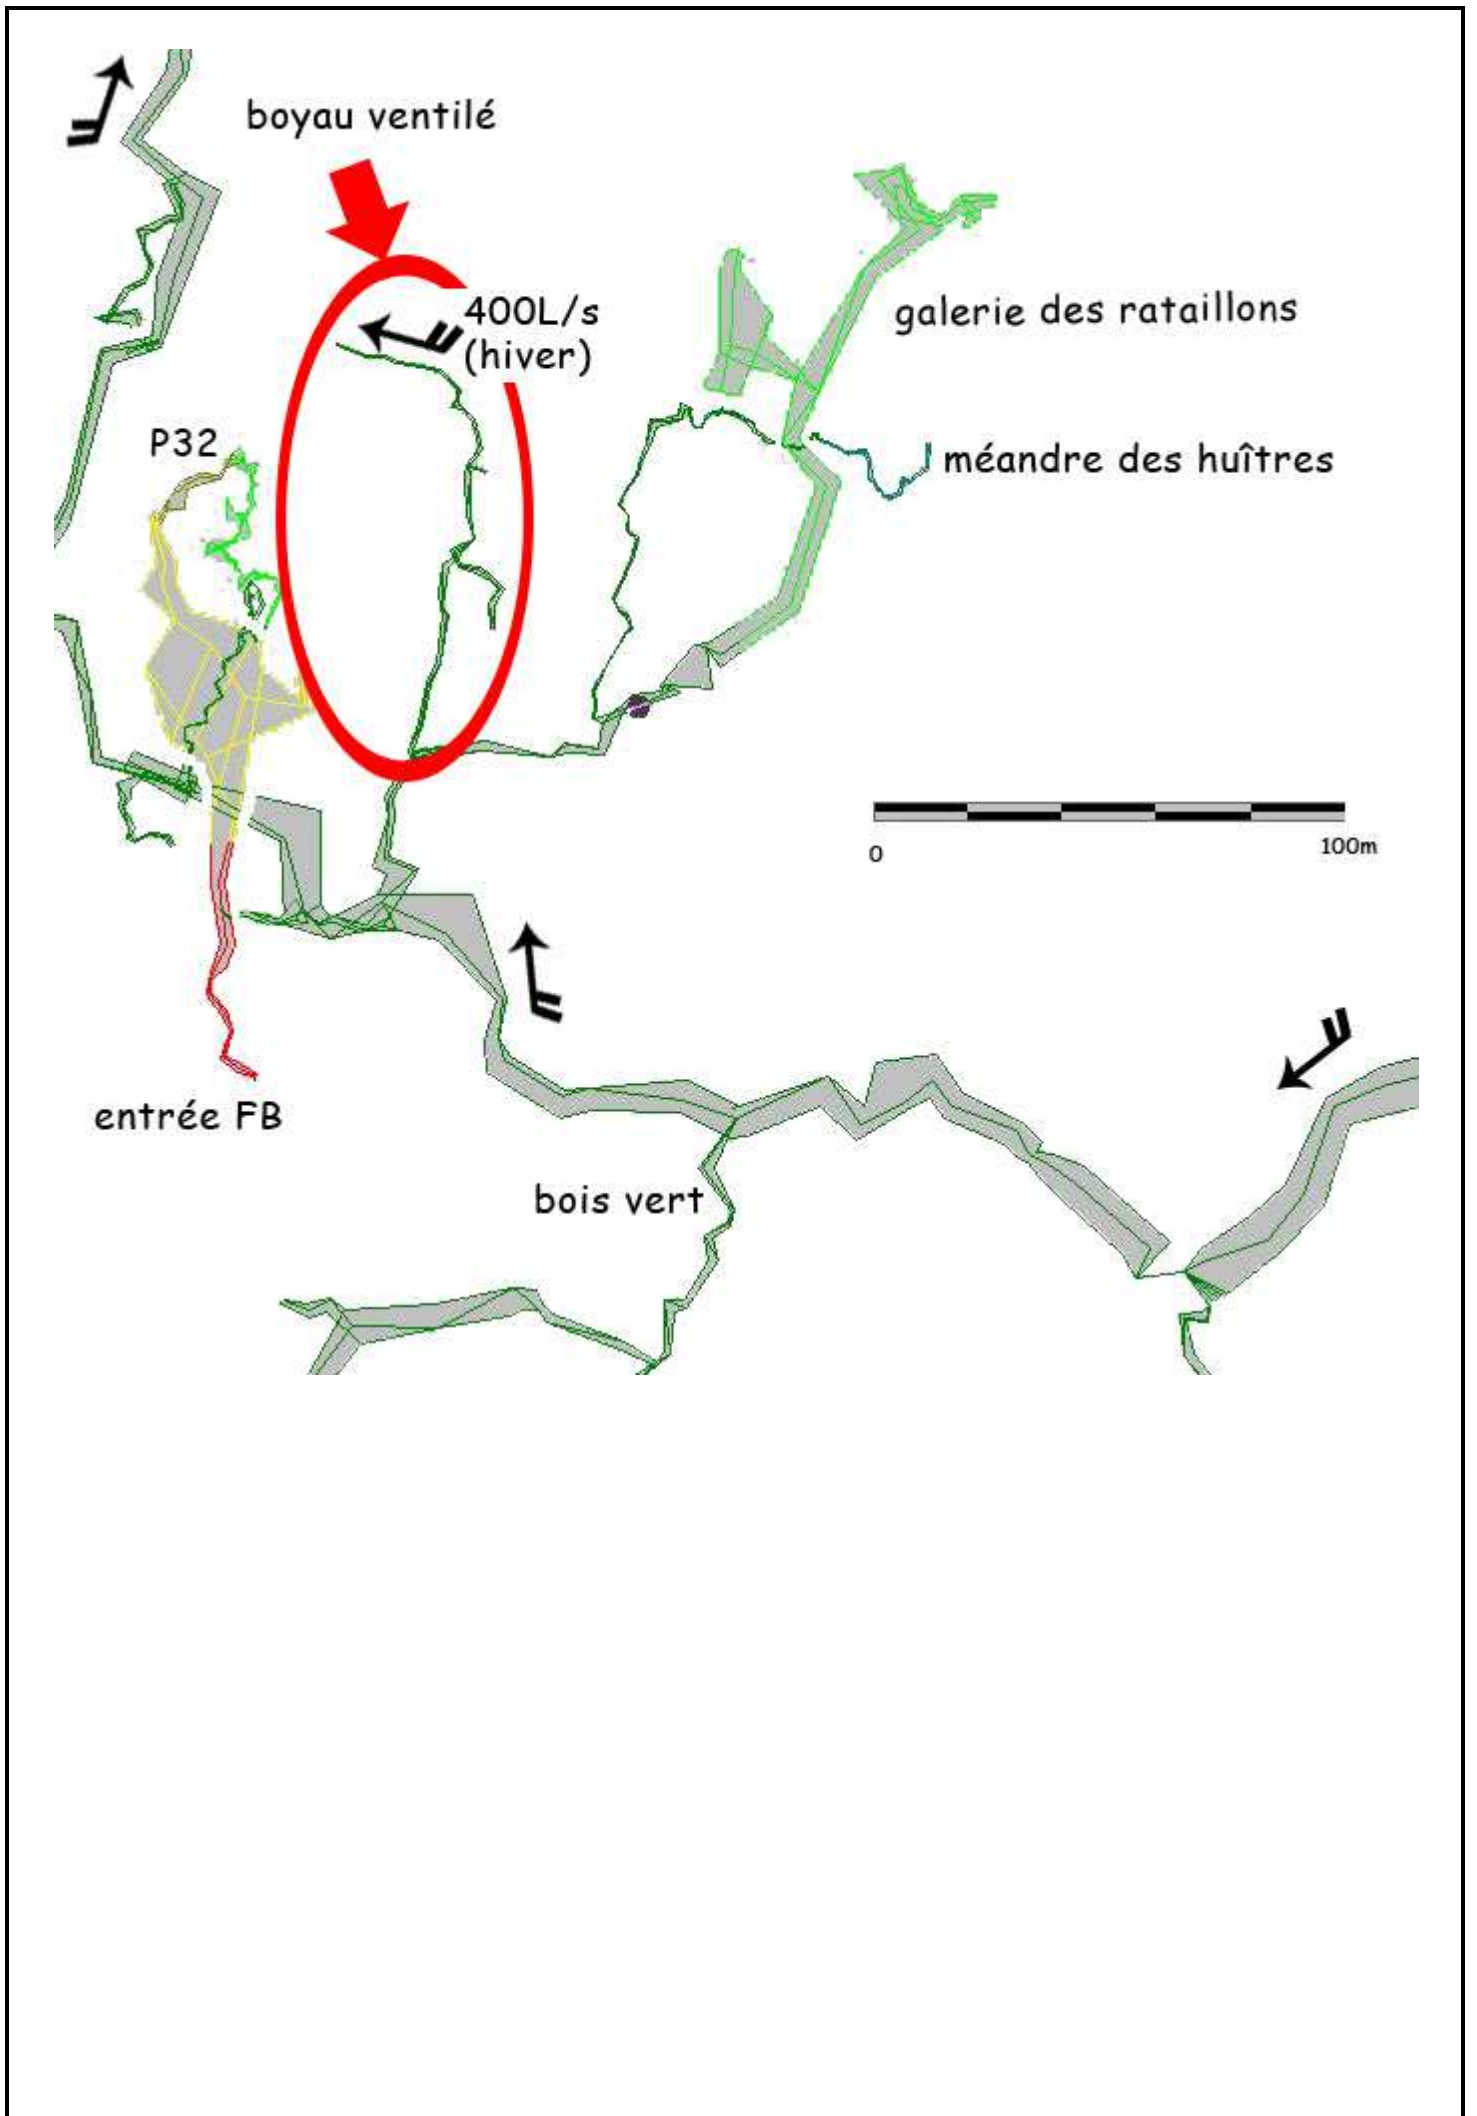 boyau ventilé
400L/s
(hiver)
galerie des rataillons
P32
méandre des huîtres
0
100m
entrée FB
bois vert